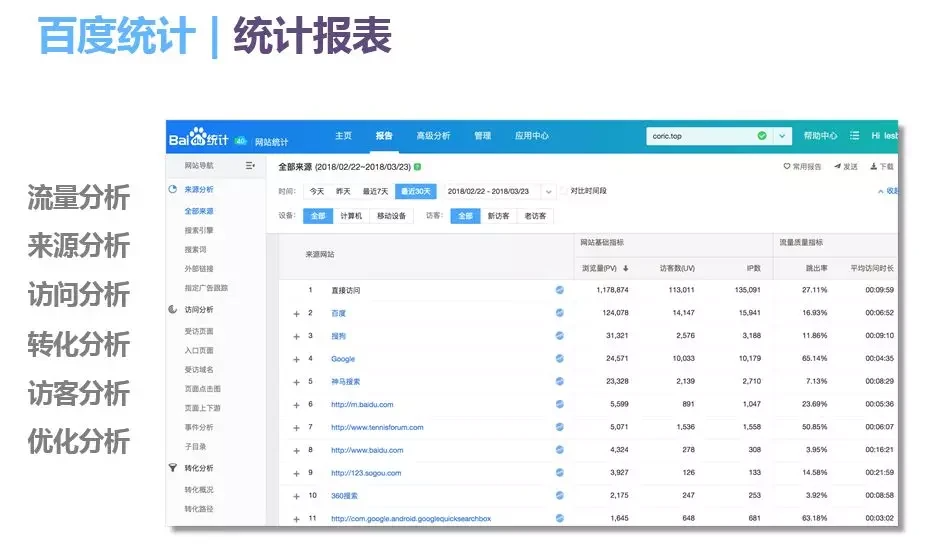 百度统计 | 统计报表
流量分析
来源分析
访问分析
转化分析
访客分析
优化分析
Bai du 统计 4.0 网站统计 主页 报告 高级分析 管理 应用中心 coric.top 帮助中心 Hi
网站导航
来源分析
全部来源
搜索引擎
搜索词
外部链接
指定广告跟踪
访问分析
受访页面
入口页面
受访域名
页面点击图
页面上下游
事件分析
子目录
转化分析
转化概况
转化路径
全部来源 (2018/02/22~2018/03/23) 常用报告 发送 下载
时间: 今天 昨天 最近7天 最近30天 2018/02/22 - 2018/03/23 对比时间段 收起
设备: 全部 计算机 移动设备 访客: 全部 新访客 老访客
来源网站 网站基础指标 流量质量指标
浏览量(PV) 访客数(UV) IP数 跳出率 平均访问时长
1 直接访问 1,178,874 113,011 135,091 27.11% 00:09:59
2 百度 124,078 14,147 15,941 16.93% 00:06:52
3 搜狗 31,321 2,576 3,188 11.86% 00:09:10
4 Google 24,571 10,033 10,179 65.14% 00:04:35
5 神马搜索 23,328 2,139 2,710 7.13% 00:08:29
6 http://m.baidu.com 5,599 891 1,047 23.69% 00:05:36
7 http://www.tennisforum.com 5,071 1,536 1,558 50.85% 00:06:07
8 http://www.baidu.com 4,324 278 308 3.95% 00:16:21
9 http://123.sogou.com 3,927 126 133 14.58% 00:21:59
10 360搜索 2,175 247 253 3.92% 00:08:58
11 http://com.google.android.googlequicksearchbox 1,645 648 681 63.18% 00:03:02